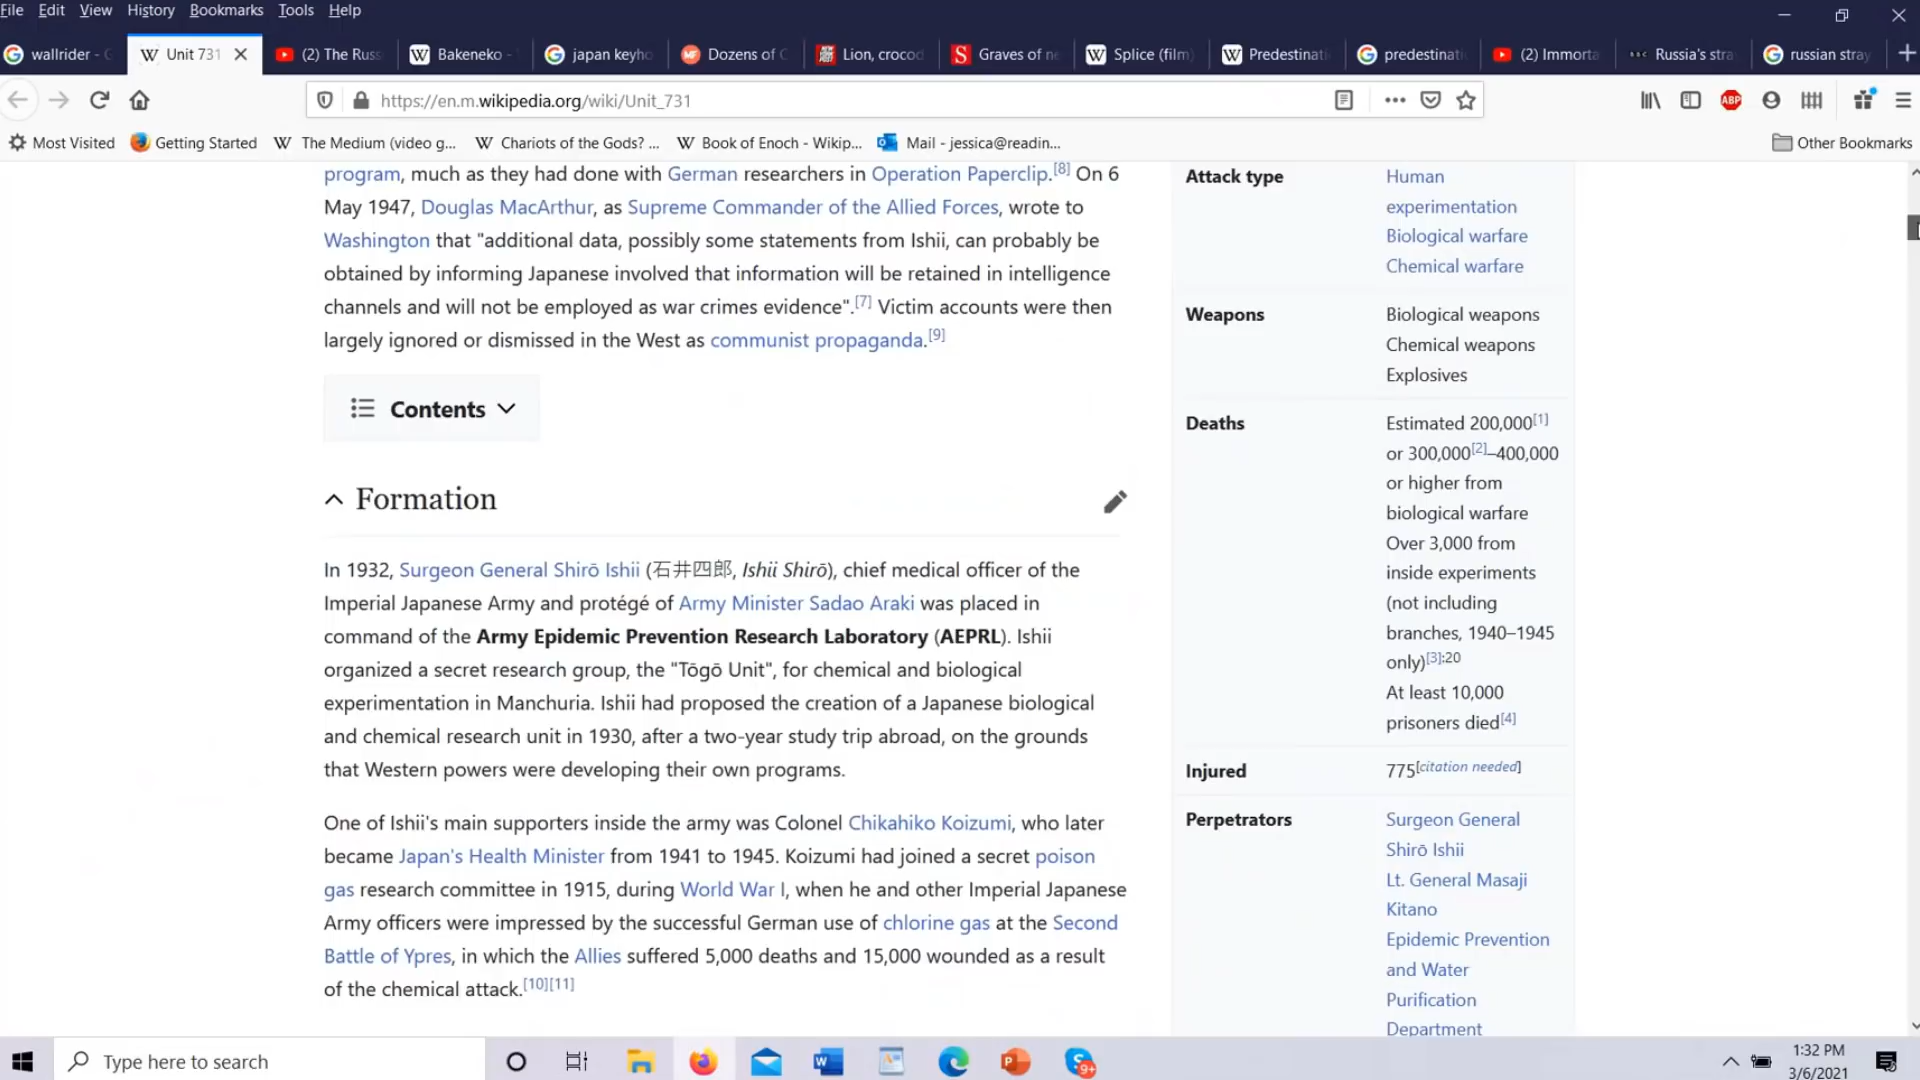 File Edit View History Bookmarks Tools Help
wallrider - G
Unit 731
(2) The Russ
Bakeneko -
japan keyho
Dozens of C
Lion, crocod
Graves of ne
Splice (film)
Predestinati
predestinati
(2) Immorta
Russia's stra
russian stray
https://en.m.wikipedia.org/wiki/Unit_731
ABP
Most Visited Getting Started The Medium (video g... Chariots of the Gods? ... Book of Enoch - Wikip... Mail - jessica@readin... Other Bookmarks
program, much as they had done with German researchers in Operation Paperclip.[8] On 6
May 1947, Douglas MacArthur, as Supreme Commander of the Allied Forces, wrote to
Washington that "additional data, possibly some statements from Ishii, can probably be
obtained by informing Japanese involved that information will be retained in intelligence
channels and will not be employed as war crimes evidence".[7] Victim accounts were then
largely ignored or dismissed in the West as communist propaganda.[9]
Contents
Formation
In 1932, Surgeon General Shirō Ishii (石井四郎, Ishii Shirō), chief medical officer of the
Imperial Japanese Army and protégé of Army Minister Sadao Araki was placed in
command of the Army Epidemic Prevention Research Laboratory (AEPRL). Ishii
organized a secret research group, the "Tōgō Unit", for chemical and biological
experimentation in Manchuria. Ishii had proposed the creation of a Japanese biological
and chemical research unit in 1930, after a two-year study trip abroad, on the grounds
that Western powers were developing their own programs.
One of Ishii's main supporters inside the army was Colonel Chikahiko Koizumi, who later
became Japan's Health Minister from 1941 to 1945. Koizumi had joined a secret poison
gas research committee in 1915, during World War I, when he and other Imperial Japanese
Army officers were impressed by the successful German use of chlorine gas at the Second
Battle of Ypres, in which the Allies suffered 5,000 deaths and 15,000 wounded as a result
of the chemical attack.[10][11]
Attack type Human
experimentation
Biological warfare
Chemical warfare
Weapons Biological weapons
Chemical weapons
Explosives
Deaths Estimated 200,000[1]
or 300,000[2]–400,000
or higher from
biological warfare
Over 3,000 from
inside experiments
(not including
branches, 1940–1945
only)[3]:20
At least 10,000
prisoners died[4]
Injured 775[citation needed]
Perpetrators Surgeon General
Shirō Ishii
Lt. General Masaji
Kitano
Epidemic Prevention
and Water
Purification
Department
Type here to search
9+
1:32 PM
3/6/2021